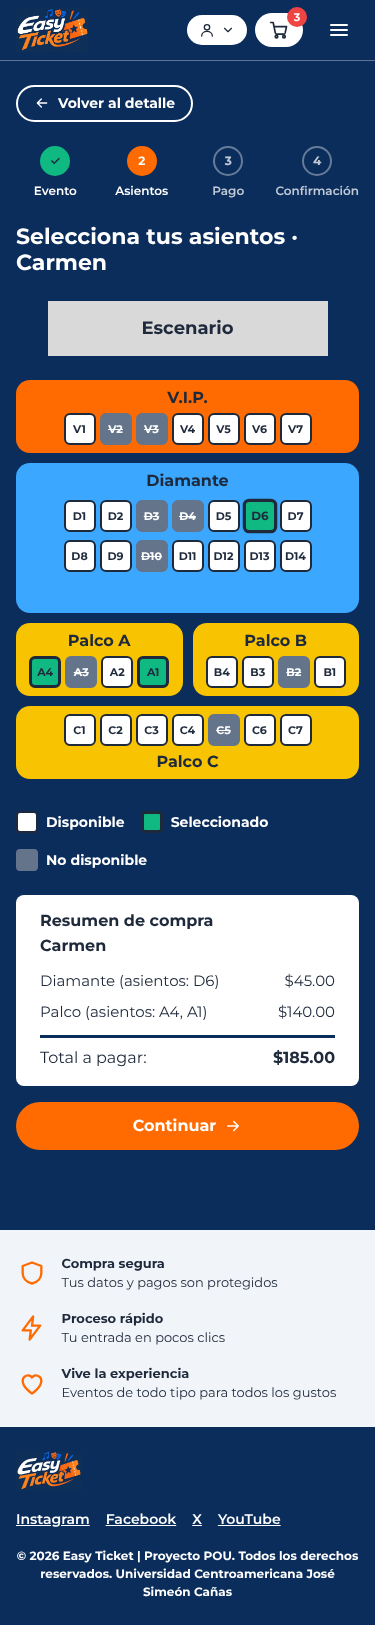 Easy
Ticket
3
Volver al detalle
2 3 4
Evento Asientos Pago Confirmación
Selecciona tus asientos ·
Carmen
Escenario
V.I.P.
V1 V2 V3 V4 V5 V6 V7
Diamante
D1 D2 D3 D4 D5 D6 D7
D8 D9 D10 D11 D12 D13 D14
Palco A Palco B
A4 A3 A2 A1 B4 B3 B2 B1
C1 C2 C3 C4 C5 C6 C7
Palco C
Disponible Seleccionado
No disponible
Resumen de compra
Carmen
Diamante (asientos: D6) $45.00
Palco (asientos: A4, A1) $140.00
Total a pagar: $185.00
Continuar
Compra segura
Tus datos y pagos son protegidos
Proceso rápido
Tu entrada en pocos clics
Vive la experiencia
Eventos de todo tipo para todos los gustos
Easy
Ticket
Instagram Facebook X YouTube
© 2026 Easy Ticket | Proyecto POU. Todos los derechos
reservados. Universidad Centroamericana José
Simeón Cañas